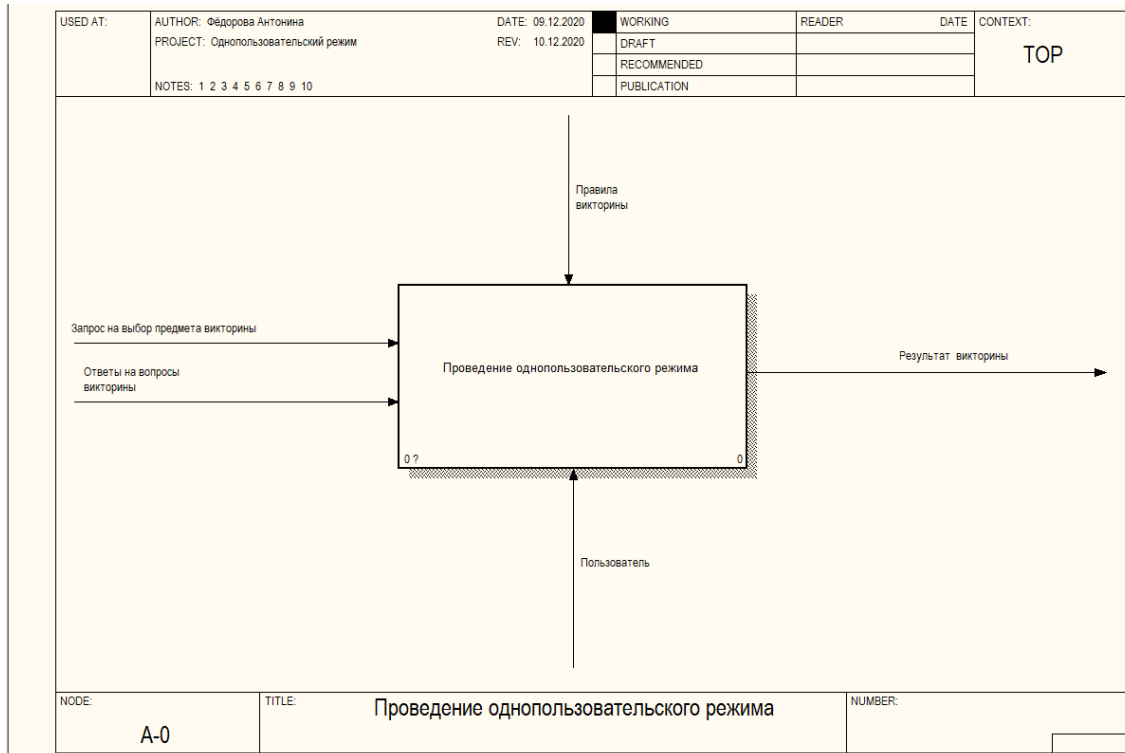 USED AT:
AUTHOR: Фёдорова Антонина
DATE: 09.12.2020
WORKING
READER
DATE
CONTEXT:
PROJECT: Однопользовательский режим
REV: 10.12.2020
DRAFT
TOP
RECOMMENDED
NOTES: 1 2 3 4 5 6 7 8 9 10
PUBLICATION
Правила
викторины
Запрос на выбор предмета викторины
Ответы на вопросы
викторины
Проведение однопользовательского режима
Результат викторины
0 ?
0
Пользователь
NODE:
TITLE:
Проведение однопользовательского режима
NUMBER:
A-0